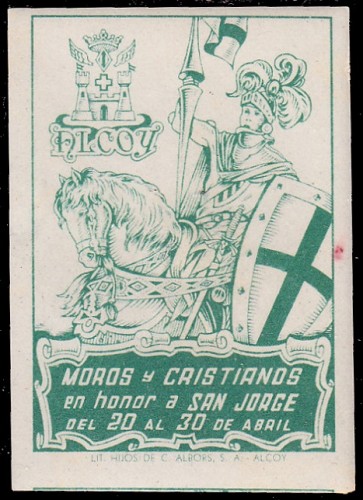 ALCOY
MOROS y CRISTIANOS
en honor a SAN JORGE
DEL 20 AL 30 DE ABRIL
LIT. HIJOS DE C. ALBORS, S. A. - ALCOY